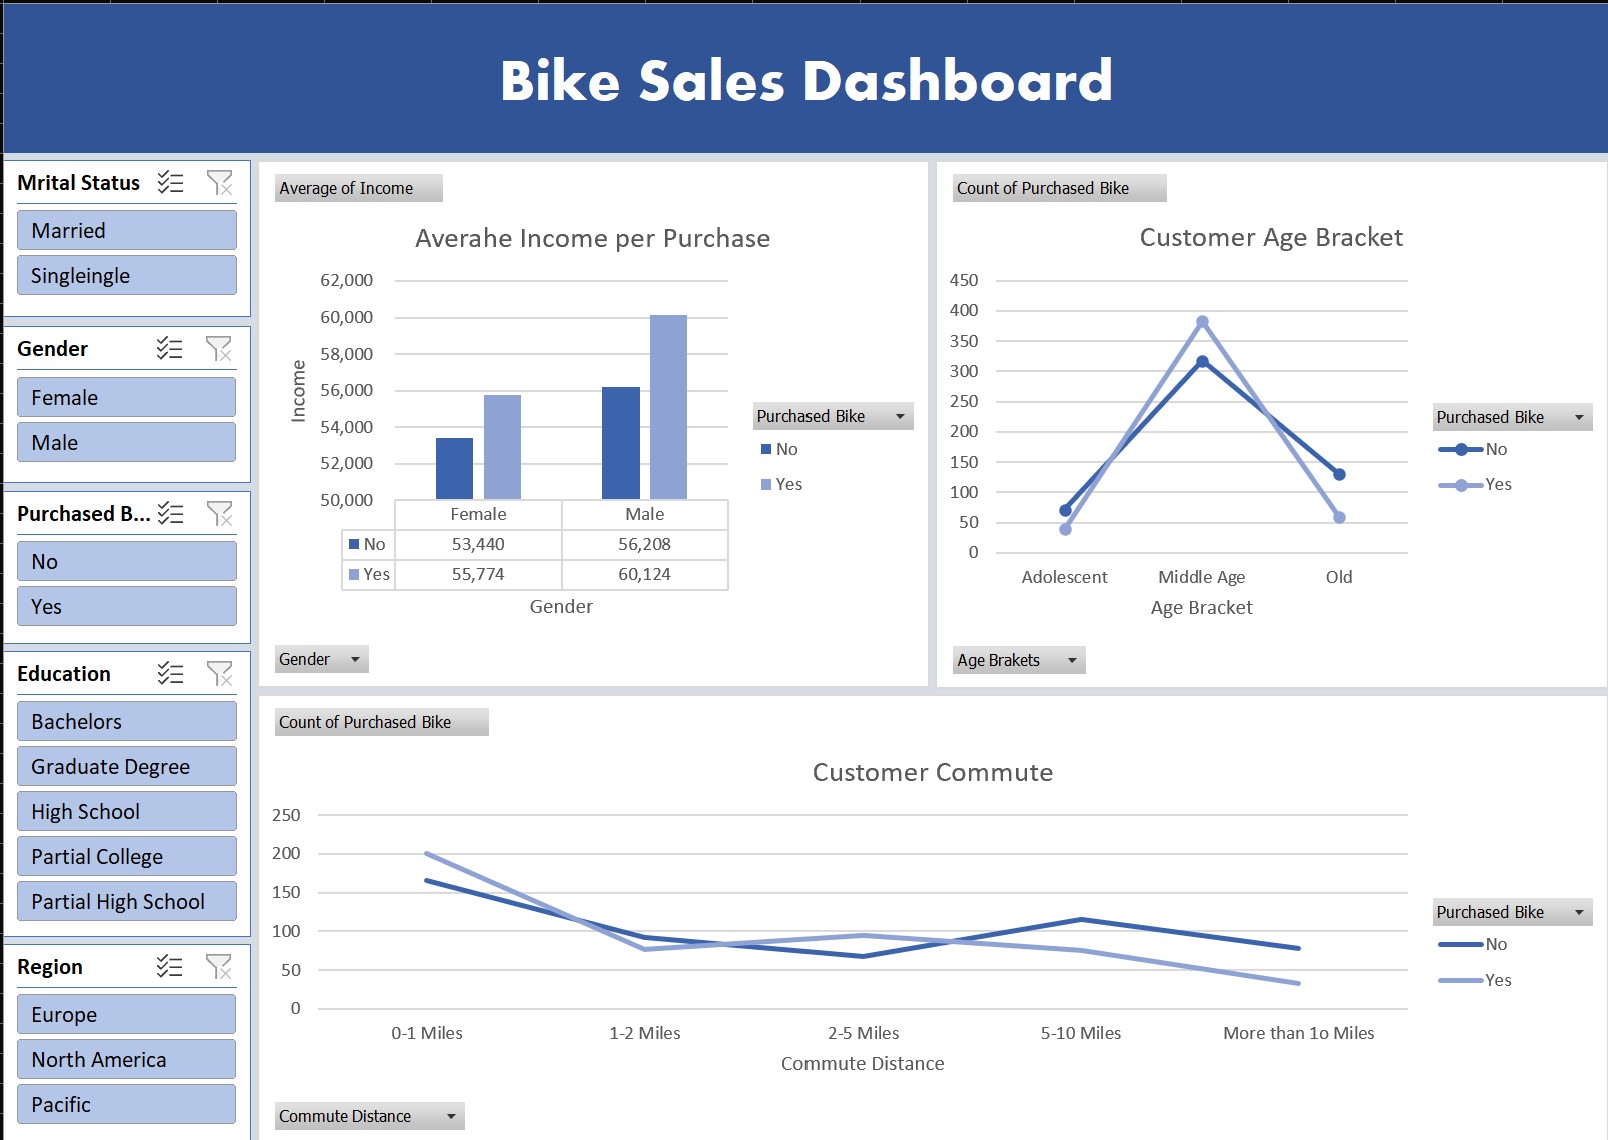 Bike Sales Dashboard
Mrital Status
Married
Singleingle
Gender
Female
Male
Purchased B...
No
Yes
Education
Bachelors
Graduate Degree
High School
Partial College
Partial High School
Region
Europe
North America
Pacific
Average of Income
Averahe Income per Purchase
62,000
60,000
58,000
56,000
54,000
52,000
50,000
Income
Female Male
No 53,440 56,208
Yes 55,774 60,124
Gender
Purchased Bike
No
Yes
Gender
Count of Purchased Bike
Customer Age Bracket
450
400
350
300
250
200
150
100
50
0
Adolescent Middle Age Old
Age Bracket
Purchased Bike
No
Yes
Age Brakets
Count of Purchased Bike
Customer Commute
250
200
150
100
50
0
0-1 Miles 1-2 Miles 2-5 Miles 5-10 Miles More than 1o Miles
Commute Distance
Purchased Bike
No
Yes
Commute Distance